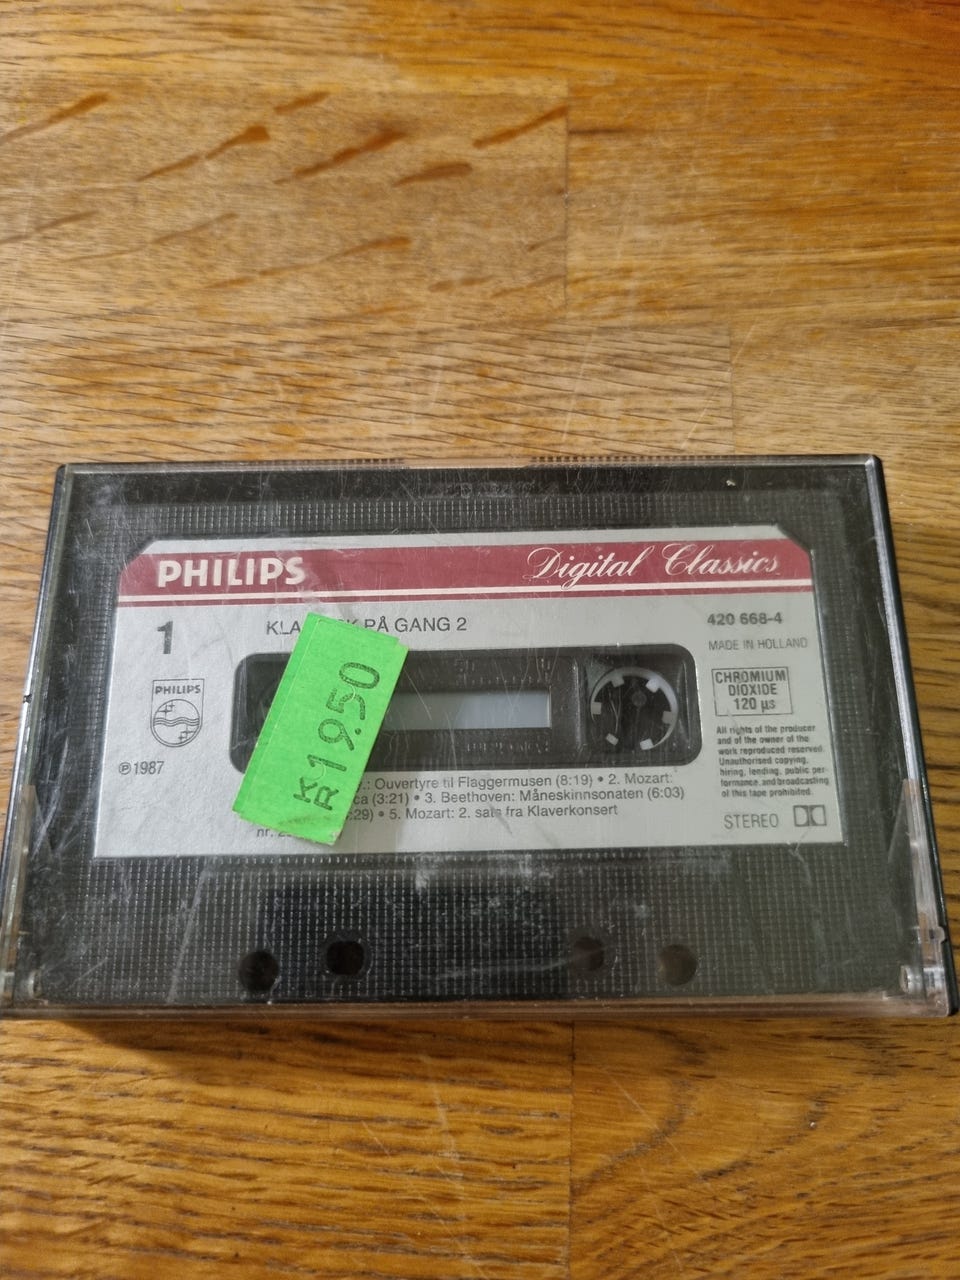 PHILIPS Digital Classics
1 PÅ GANG 2 420 668-4
MADE IN HOLLAND
PHILIPS
CHROMIUM
DIOXIDE
120 µs
KR 19.50
All rights of the producer
and of the owner of the
work reproduced reserved.
Unauthorised copying,
hiring, lending, public per-
formance and broadcasting
of this tape prohibited.
℗ 1987
Ouvertyre til Flaggermusen (8:19) • 2. Mozart:
(3:21) • 3. Beethoven: Måneskinnsonaten (6:03)
• 5. Mozart: 2. sats fra Klaverkonsert
nr.
STEREO